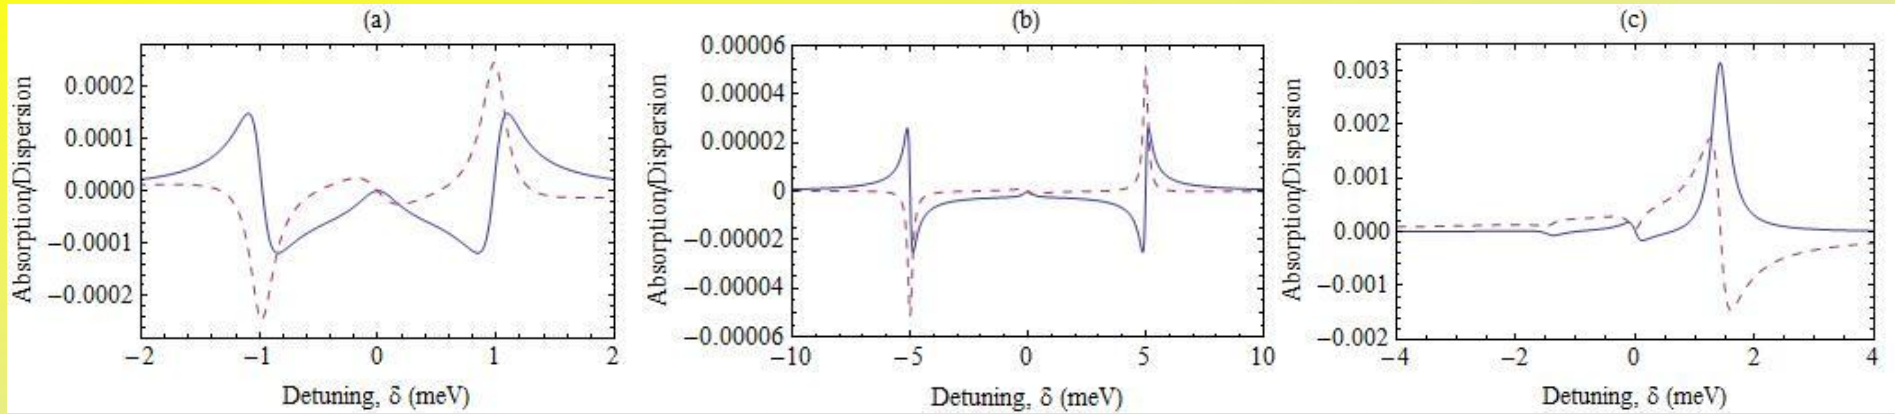 (a)
Absorption/Dispersion
0.0002
0.0001
0.0000
−0.0001
−0.0002
−2 −1 0 1 2
Detuning, δ (meV)
(b)
Absorption/Dispersion
0.00006
0.00004
0.00002
0
−0.00002
−0.00004
−0.00006
−10 −5 0 5 10
Detuning, δ (meV)
(c)
Absorption/Dispersion
0.003
0.002
0.001
0.000
−0.001
−0.002
−4 −2 0 2 4
Detuning, δ (meV)